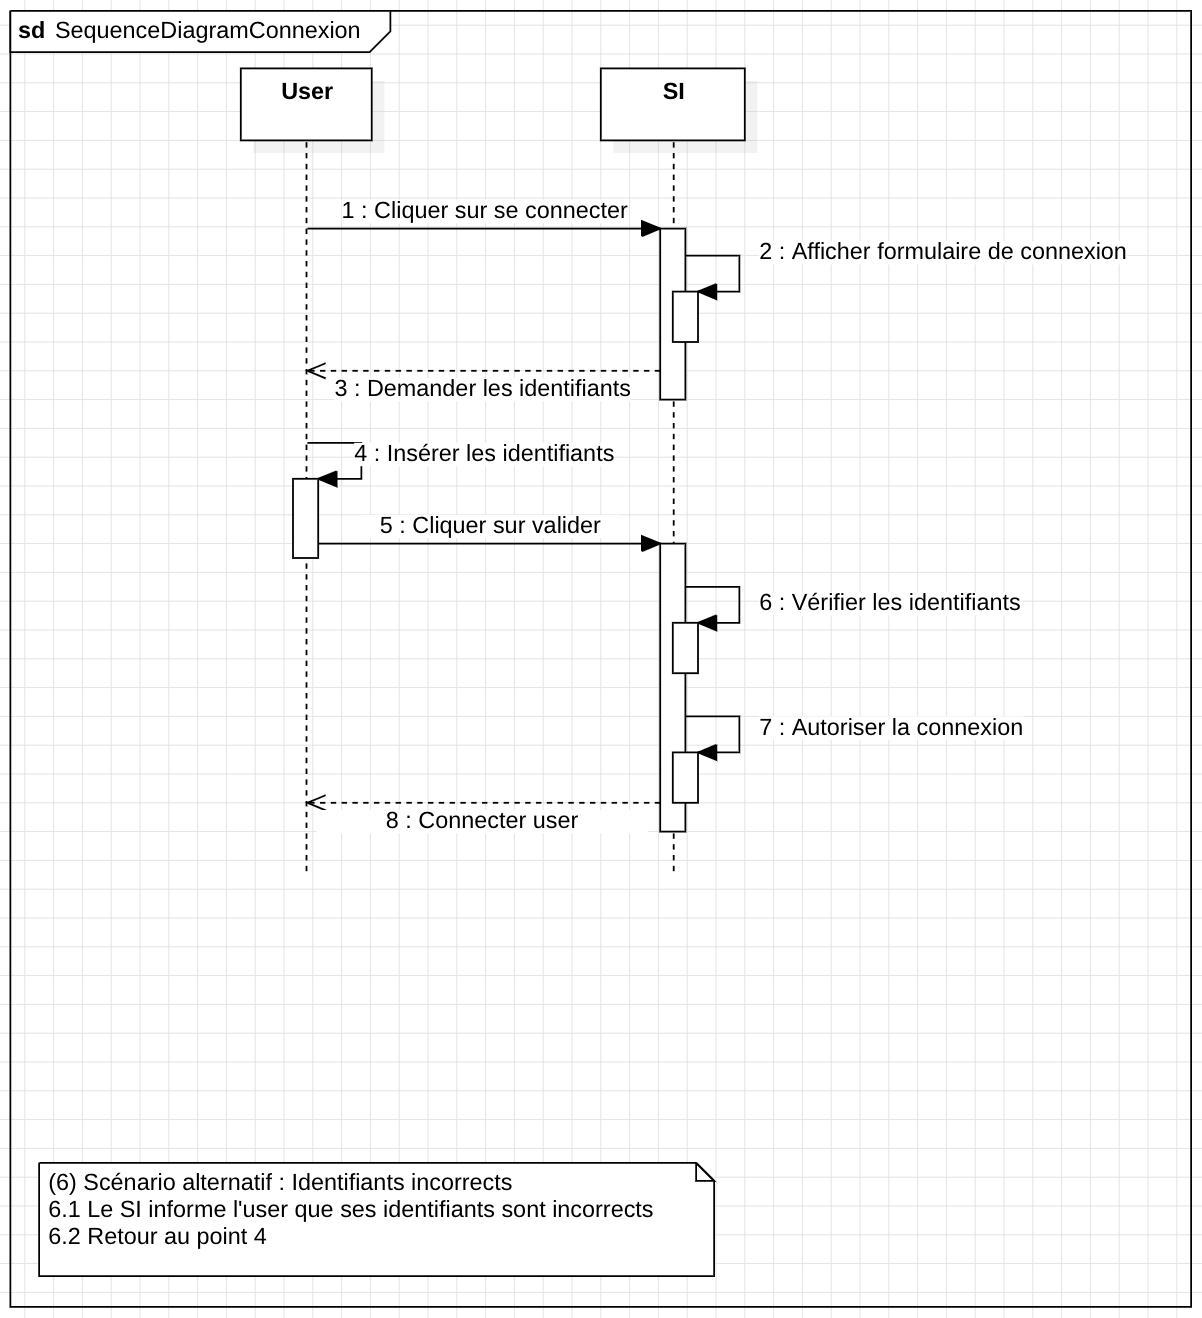 sd SequenceDiagramConnexion
User
SI
1 : Cliquer sur se connecter
2 : Afficher formulaire de connexion
3 : Demander les identifiants
4 : Insérer les identifiants
5 : Cliquer sur valider
6 : Vérifier les identifiants
7 : Autoriser la connexion
8 : Connecter user
(6) Scénario alternatif : Identifiants incorrects
6.1 Le SI informe l'user que ses identifiants sont incorrects
6.2 Retour au point 4